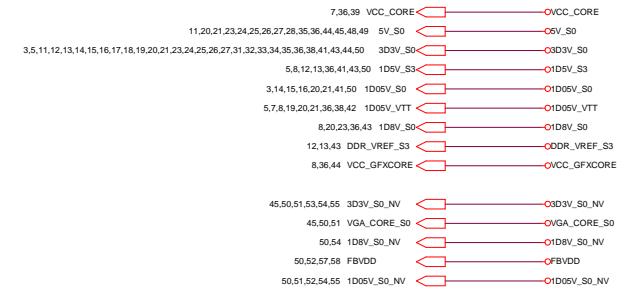 7,36,39 VCC_CORE VCC_CORE
11,20,21,23,24,25,26,27,28,35,36,44,45,48,49 5V_S0 5V_S0
3,5,11,12,13,14,15,16,17,18,19,20,21,23,24,25,26,27,31,32,33,34,35,36,38,41,43,44,50 3D3V_S0 3D3V_S0
5,8,12,13,36,41,43,50 1D5V_S3 1D5V_S3
3,14,15,16,20,21,41,50 1D05V_S0 1D05V_S0
5,7,8,19,20,21,36,38,42 1D05V_VTT 1D05V_VTT
8,20,23,36,43 1D8V_S0 1D8V_S0
12,13,43 DDR_VREF_S3 DDR_VREF_S3
8,36,44 VCC_GFXCORE VCC_GFXCORE
45,50,51,53,54,55 3D3V_S0_NV 3D3V_S0_NV
45,50,51 VGA_CORE_S0 VGA_CORE_S0
50,54 1D8V_S0_NV 1D8V_S0_NV
50,52,57,58 FBVDD FBVDD
50,51,52,54,55 1D05V_S0_NV 1D05V_S0_NV